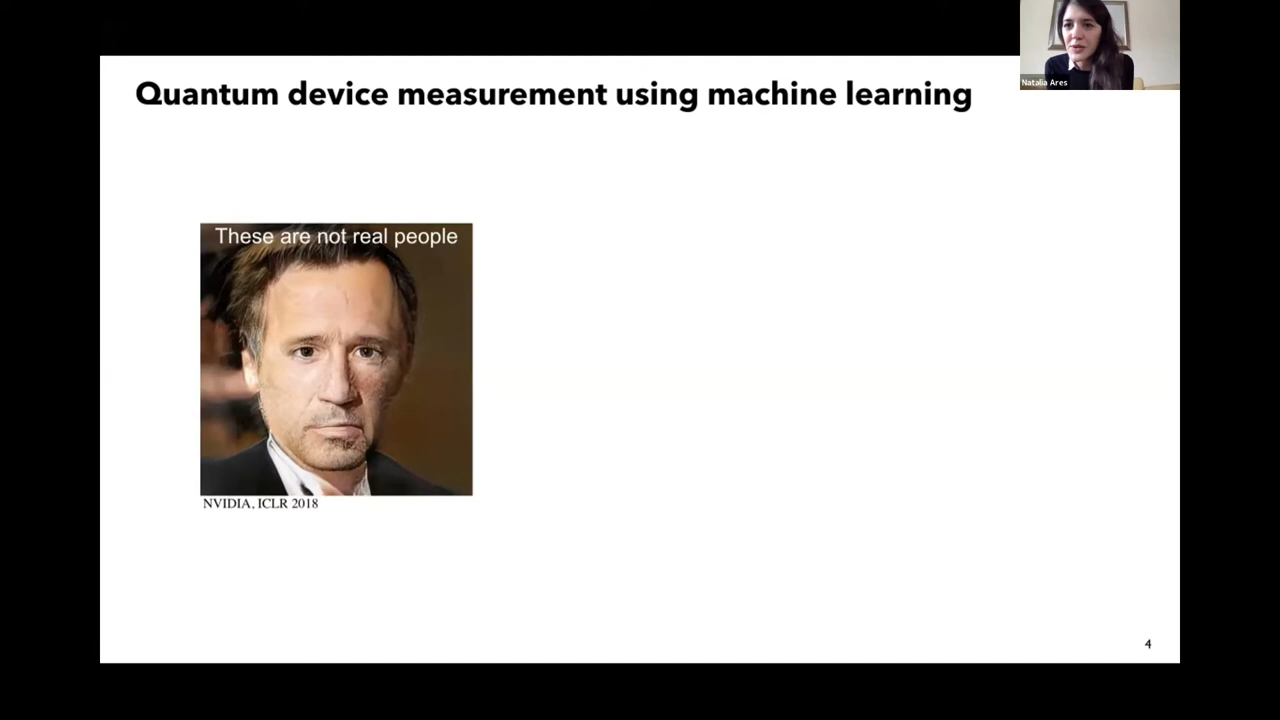 Quantum device measurement using machine learning
Natalia Ares
These are not real people
NVIDIA, ICLR 2018
4